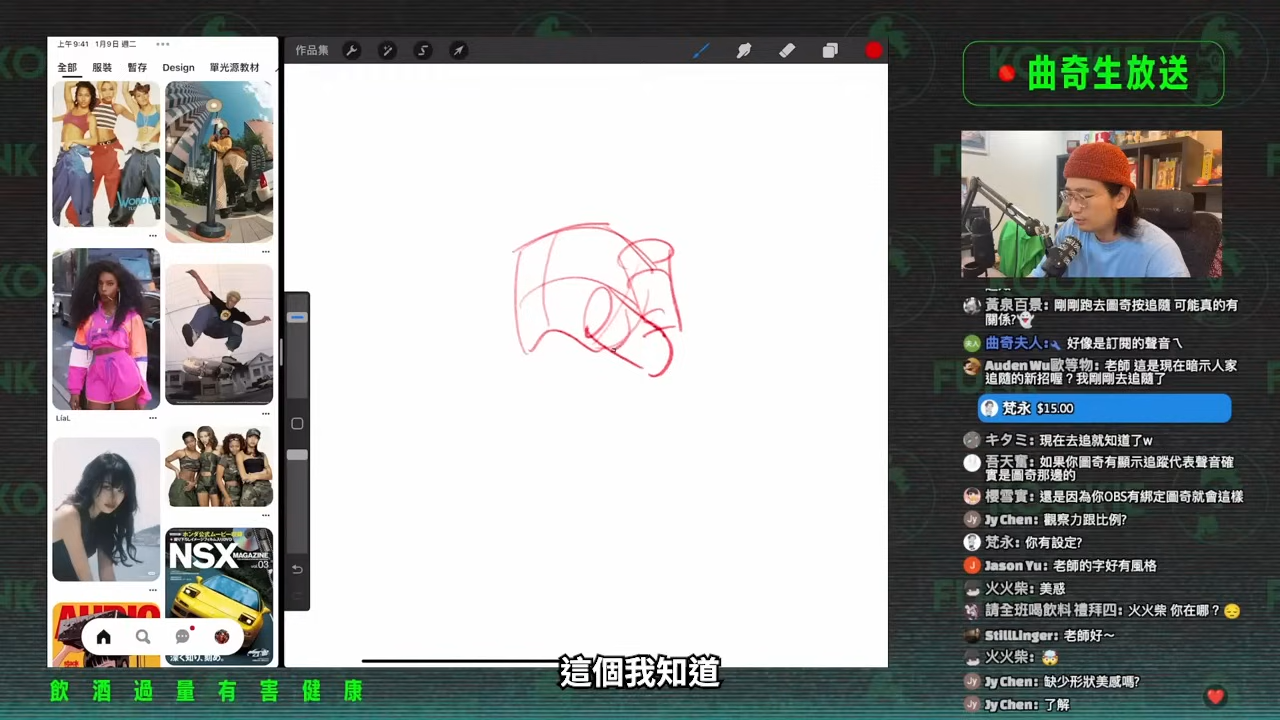 上午9:41 1月9日 週二
全部 服裝 暫存 Design 單光源教材
作品集
曲奇生放送
LiaL
NSX
MAGAZINE
vol.03
AUDIO
黃泉百景: 剛剛跑去圖奇按追隨 可能真的有
關係?👻
曲奇夫人:🔧 好像是訂閱的聲音ㄟ
Auden Wu歐等物: 老師 這是現在暗示人家
追隨的新招喔？我剛剛去追隨了
梵永 $15.00
キタミ: 現在去追就知道了w
吾天奮: 如果你圖奇有顯示追蹤代表聲音確
實是圖奇那邊的
櫻雲實: 還是因為你OBS有綁定圖奇就會這樣
Jy Chen: 觀察力跟比例?
梵永: 你有設定?
Jason Yu: 老師的字好有風格
火火柴: 美惑
請全班喝飲料 禮拜四: 火火柴 你在哪？😔
StillLinger: 老師好～
火火柴: 🤯
Jy Chen: 缺少形狀美感嗎?
Jy Chen: 了解
這個我知道
飲酒過量有害健康